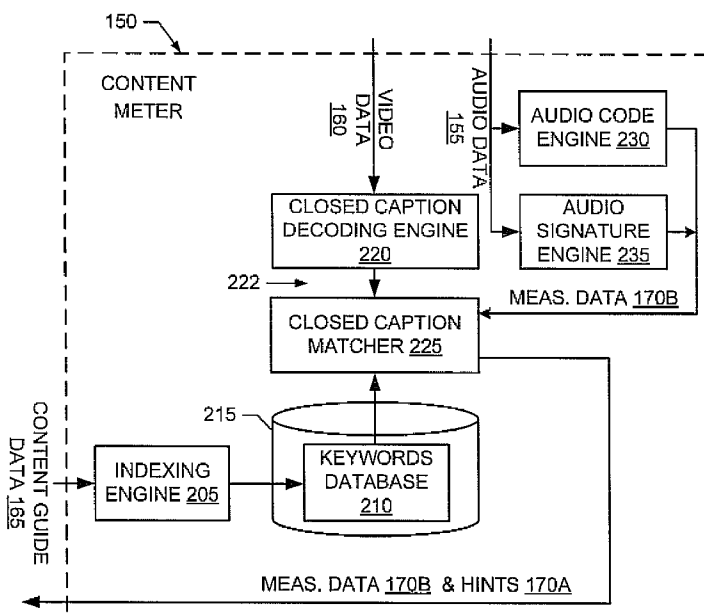 150
CONTENT
METER
VIDEO
DATA
160
AUDIO DATA
155
AUDIO CODE
ENGINE 230
CLOSED CAPTION
DECODING ENGINE
220
AUDIO
SIGNATURE
ENGINE 235
222
MEAS. DATA 170B
CLOSED CAPTION
MATCHER 225
215
CONTENT GUIDE
DATA 165
INDEXING
ENGINE 205
KEYWORDS
DATABASE
210
MEAS. DATA 170B & HINTS 170A